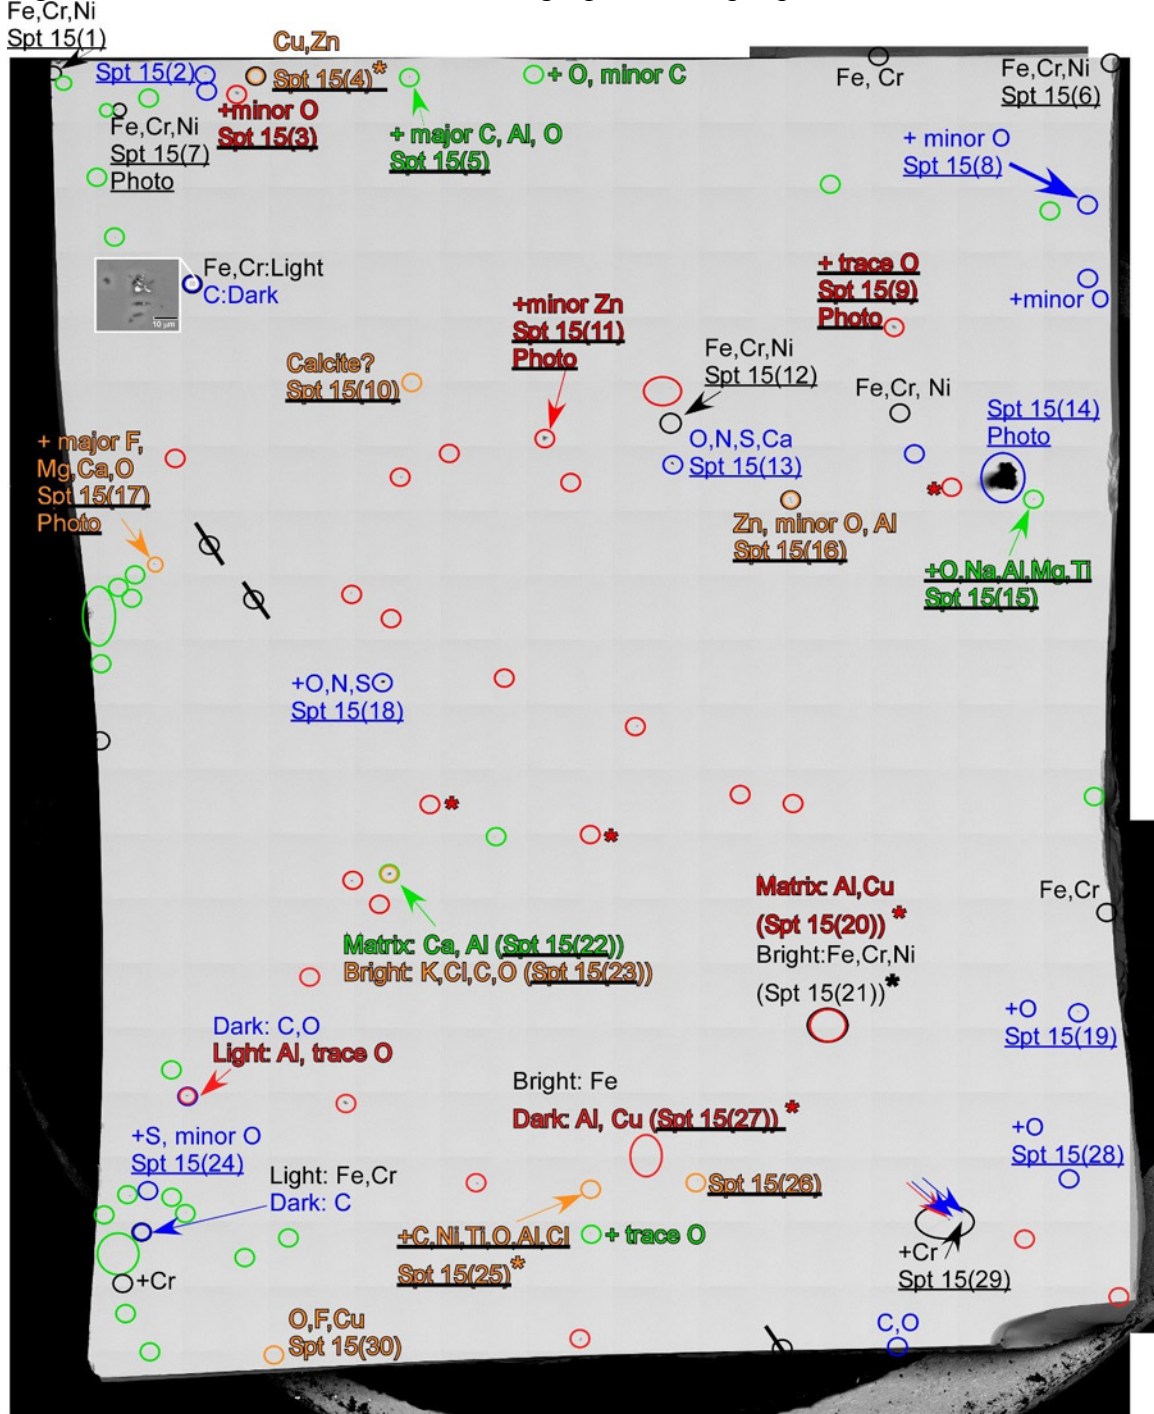 Fe,Cr,Ni
Spt 15(1)
Spt 15(2)
Cu,Zn
Spt 15(4)*
+ O, minor C
Fe, Cr
Fe,Cr,Ni
Spt 15(6)
+minor O
Spt 15(3)
Fe,Cr,Ni
Spt 15(7)
Photo
+ major C, Al, O
Spt 15(5)
+ minor O
Spt 15(8)
Fe,Cr:Light
C:Dark
10 µm
+ trace O
Spt 15(9)
Photo
+minor O
+minor Zn
Spt 15(11)
Photo
Calcite?
Spt 15(10)
Fe,Cr,Ni
Spt 15(12)
Fe,Cr, Ni
Spt 15(14)
Photo
+ major F,
Mg,Ca,O
Spt 15(17)
Photo
O,N,S,Ca
Spt 15(13)
*
Zn, minor O, Al
Spt 15(16)
+O,Na,Al,Mg,Ti
Spt 15(15)
+O,N,S
Spt 15(18)
*
*
Matrix: Ca, Al (Spt 15(22))
Bright: K,Cl,C,O (Spt 15(23))
Matrix: Al,Cu
(Spt 15(20))*
Bright:Fe,Cr,Ni
(Spt 15(21))*
Fe,Cr
+O
Spt 15(19)
Dark: C,O
Light: Al, trace O
Bright: Fe
Dark: Al, Cu (Spt 15(27))*
+S, minor O
Spt 15(24)
Light: Fe,Cr
Dark: C
+O
Spt 15(28)
Spt 15(26)
+C,Ni,Ti,O,Al,Cl
Spt 15(25)*
+ trace O
+Cr
Spt 15(29)
+Cr
O,F,Cu
Spt 15(30)
C,O